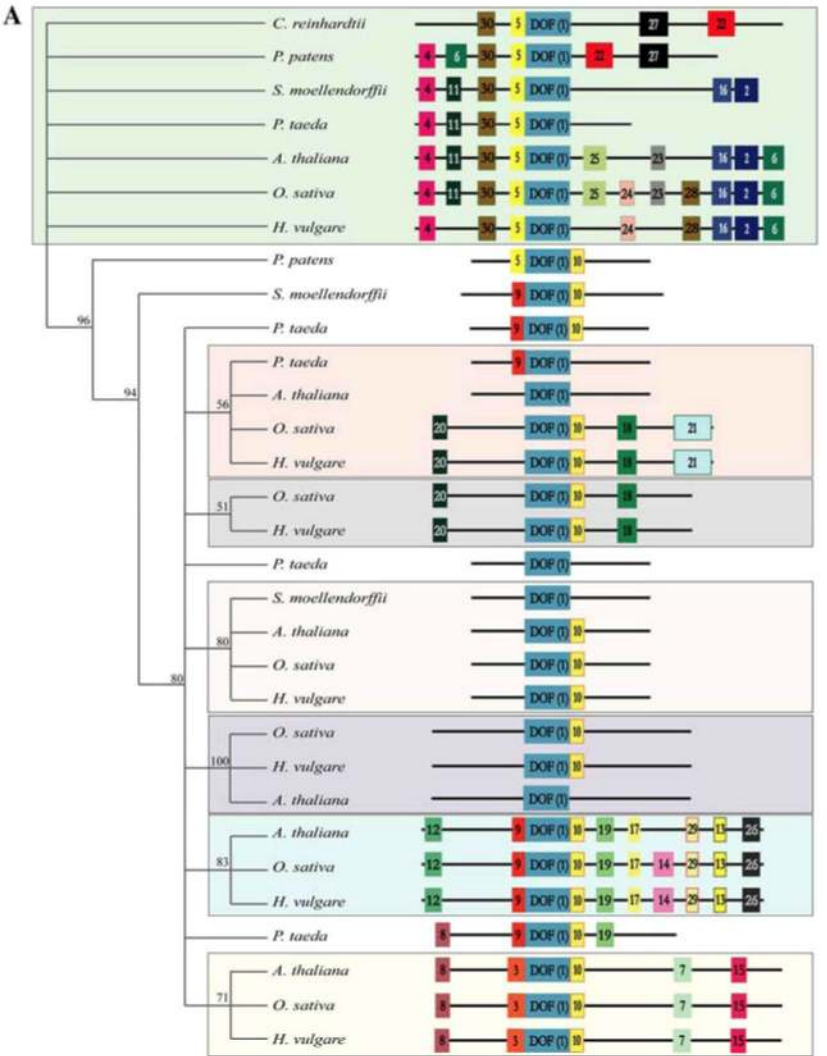 A
C. reinhardtii 30 5 DOF (1) 27 22
P. patens 4 6 30 5 DOF (1) 22 27
S. moellendorffii 4 11 30 5 DOF (1) 16 2
P. taeda 4 11 30 5 DOF (1)
A. thaliana 4 11 30 5 DOF (1) 25 23 16 2 6
O. sativa 4 11 30 5 DOF (1) 25 24 23 28 16 2 6
H. vulgare 4 30 5 DOF (1) 24 28 16 2 6
P. patens 5 DOF (1) 10
S. moellendorffii 9 DOF (1) 10
96
P. taeda 9 DOF (1) 10
P. taeda 9 DOF (1)
94
A. thaliana DOF (1)
56
O. sativa 20 DOF (1) 10 18 21
H. vulgare 20 DOF (1) 10 18 21
O. sativa 20 DOF (1) 10 18
51
H. vulgare 20 DOF (1) 10 18
P. taeda DOF (1)
S. moellendorffii DOF (1)
A. thaliana DOF (1) 10
80
O. sativa DOF (1) 10
80
H. vulgare DOF (1) 10
O. sativa DOF (1) 10
100
H. vulgare DOF (1) 10
A. thaliana DOF (1)
A. thaliana 12 9 DOF (1) 10 19 17 29 13 26
83
O. sativa 12 9 DOF (1) 10 19 17 14 29 13 26
H. vulgare 12 9 DOF (1) 10 19 17 14 29 13 26
P. taeda 8 9 DOF (1) 10 19
A. thaliana 8 3 DOF (1) 10 7 15
71
O. sativa 8 3 DOF (1) 10 7 15
H. vulgare 8 3 DOF (1) 10 7 15